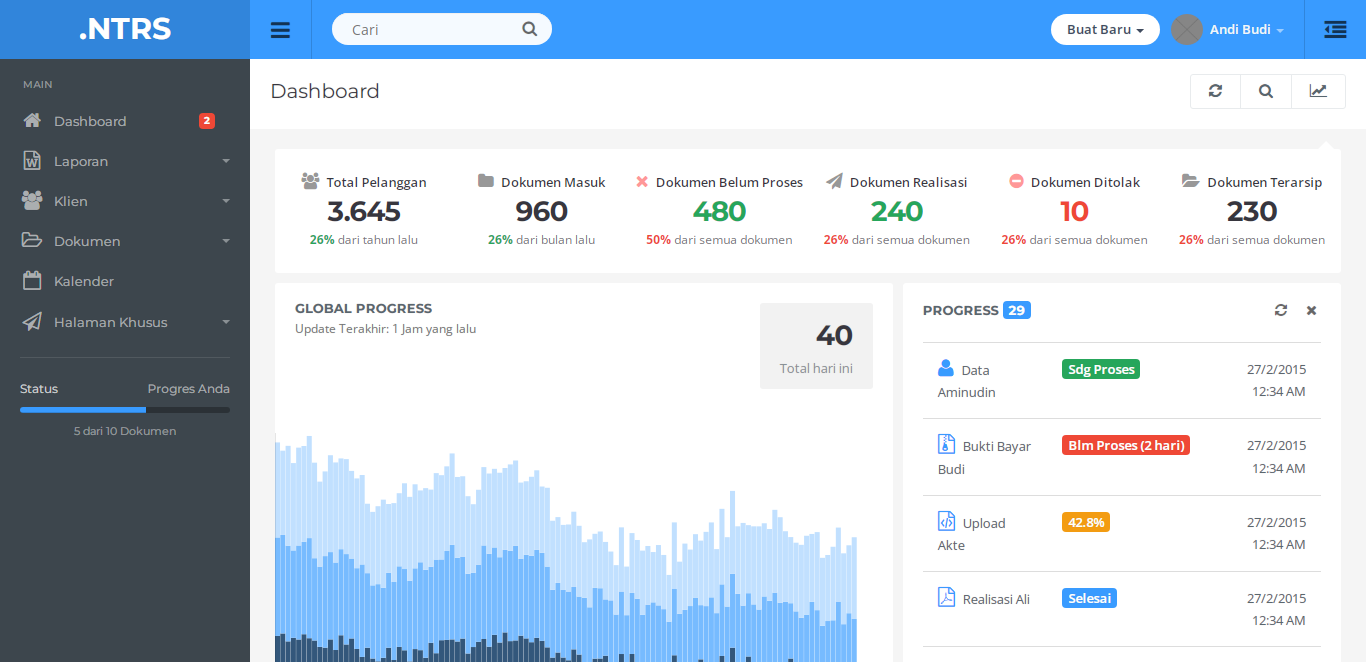 .NTRS
Cari
Buat Baru
Andi Budi
MAIN
Dashboard
2
Laporan
Klien
Dokumen
Kalender
Halaman Khusus
Status
Progres Anda
5 dari 10 Dokumen
Dashboard
Total Pelanggan
3.645
26% dari tahun lalu
Dokumen Masuk
960
26% dari bulan lalu
Dokumen Belum Proses
480
50% dari semua dokumen
Dokumen Realisasi
240
26% dari semua dokumen
Dokumen Ditolak
10
26% dari semua dokumen
Dokumen Terarsip
230
26% dari semua dokumen
GLOBAL PROGRESS
Update Terakhir: 1 Jam yang lalu
40
Total hari ini
PROGRESS 29
Data
Aminudin
Sdg Proses
27/2/2015
12:34 AM
Bukti Bayar
Budi
Blm Proses (2 hari)
27/2/2015
12:34 AM
Upload
Akte
42.8%
27/2/2015
12:34 AM
Realisasi Ali
Selesai
27/2/2015
12:34 AM